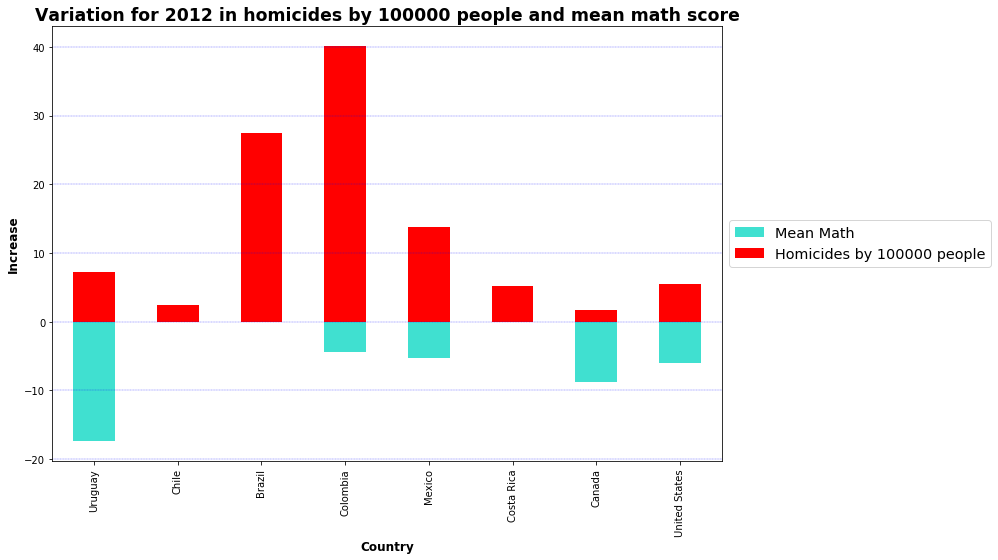 Variation for 2012 in homicides by 100000 people and mean math score
Increase
40
30
20
10
0
−10
−20
Uruguay
Chile
Brazil
Colombia
Mexico
Costa Rica
Canada
United States
Country
Mean Math
Homicides by 100000 people